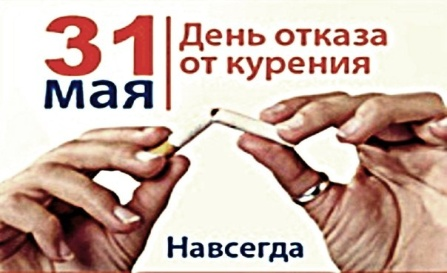 31
мая
День отказа
от курения
Навсегда